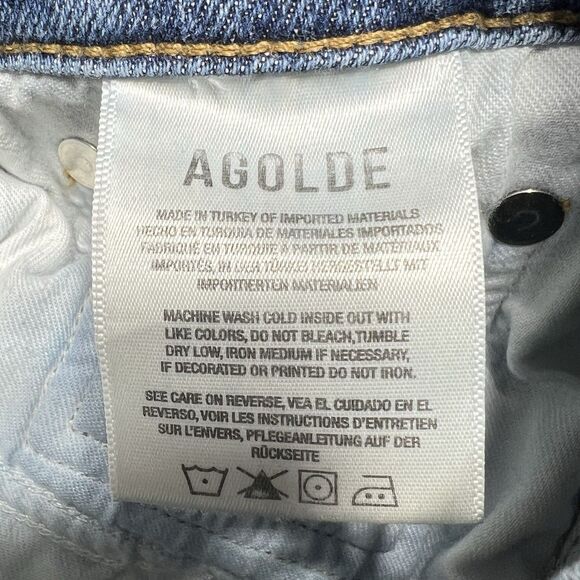 AGOLDE
MADE IN TURKEY OF IMPORTED MATERIALS
HECHO EN TURQUIA DE MATERIALES IMPORTADOS
FABRIQUÉ EN TURQUIE A PARTIR DE MATERIAUX
IMPORTÉS, IN DER TÜRKEI HERGESTELLT MIT
IMPORTIERTEN MATERIALIEN
MACHINE WASH COLD INSIDE OUT WITH
LIKE COLORS, DO NOT BLEACH,TUMBLE
DRY LOW, IRON MEDIUM IF NECESSARY,
IF DECORATED OR PRINTED DO NOT IRON.
SEE CARE ON REVERSE, VEA EL CUIDADO EN EL
REVERSO, VOIR LES INSTRUCTIONS D'ENTRETIEN
SUR L'ENVERS, PFLEGEANLEITUNG AUF DER
RÜCKSEITE